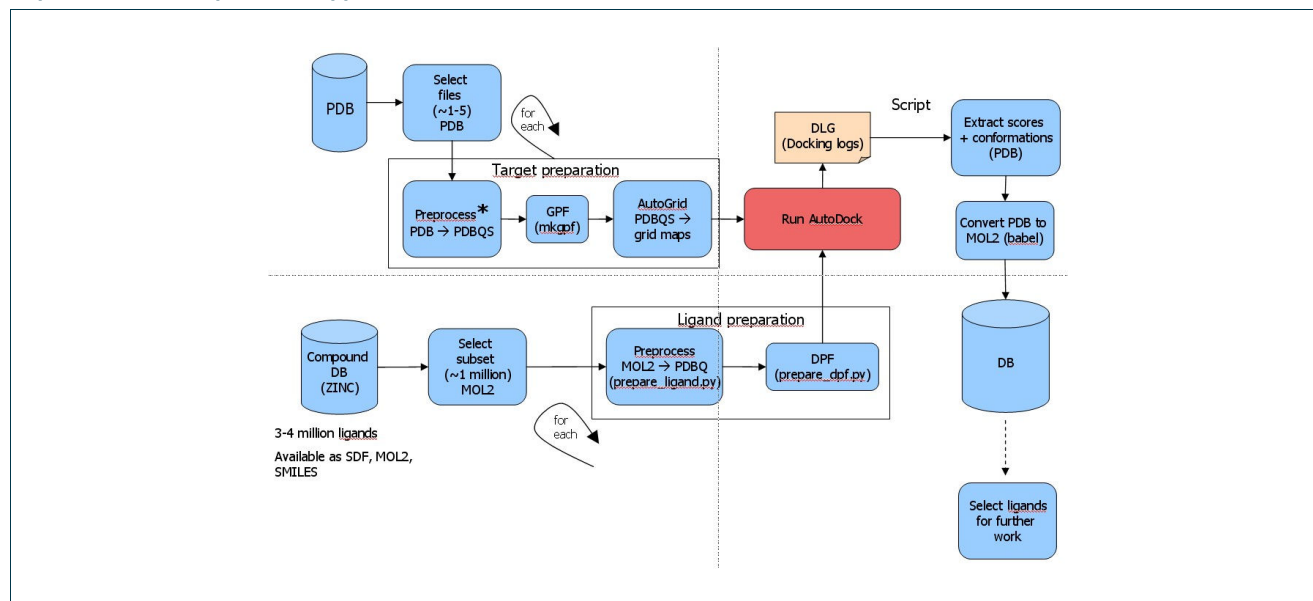 PDB
Select
files
(~1-5)
PDB
for
each
Target preparation
Preprocess*
PDB → PDBQS
GPF
(mkgpf)
AutoGrid
PDBQS →
grid maps
Run AutoDock
DLG
(Docking logs)
Script
Extract scores
+ conformations
(PDB)
Convert PDB to
MOL2 (babel)
DB
Select ligands
for further
work
Compound
DB
(ZINC)
3-4 million ligands
Available as SDF, MOL2,
SMILES
Select
subset
(~1 million)
MOL2
for
each
Ligand preparation
Preprocess
MOL2 → PDBQ
(prepare_ligand.py)
DPF
(prepare_dpf.py)